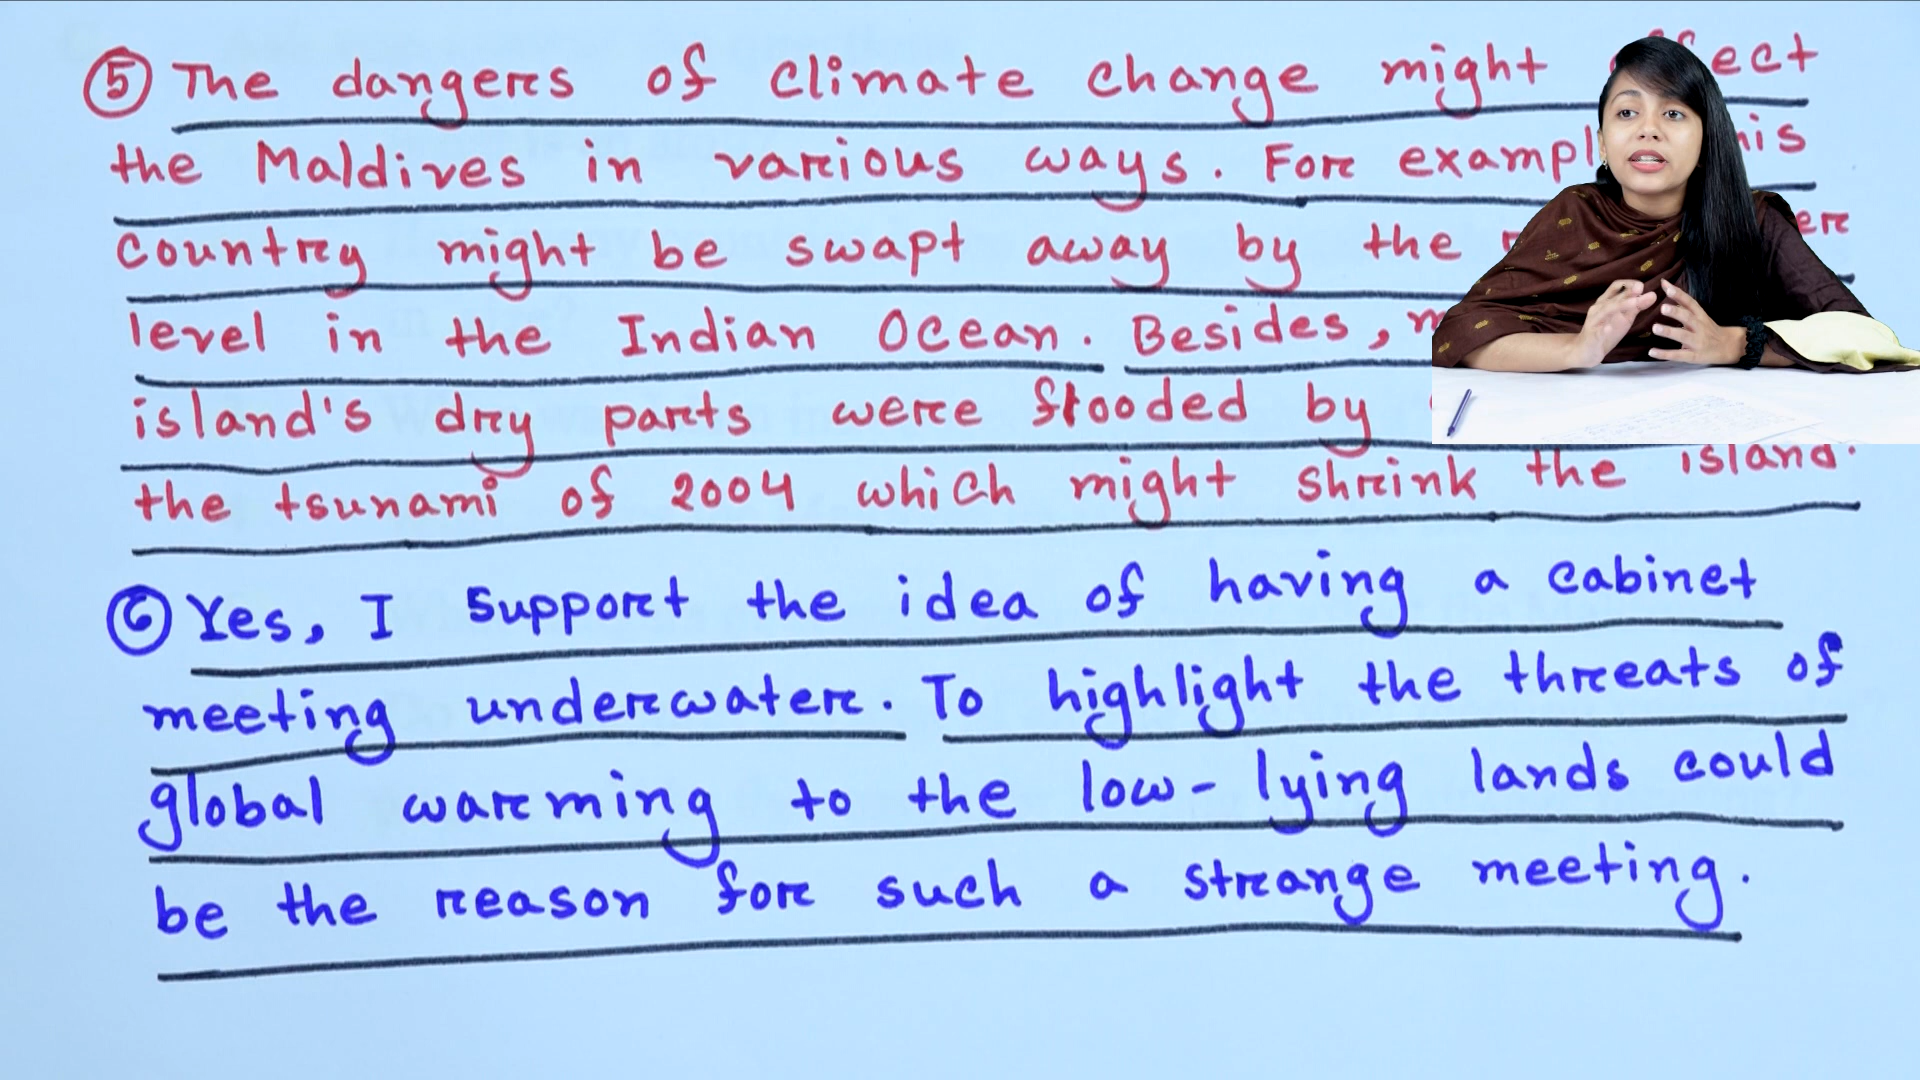 5 The dangers of climate change might
the Maldives in various ways. For
country might be swapt away by the
level in the Indian Ocean. Besides,
island's dry parts were flooded by
the tsunami of 2004 which might shrink the island.
6 Yes, I support the idea of having a cabinet
meeting underwater. To highlight the threats of
global warming to the low-lying lands could
be the reason for such a strange meeting.